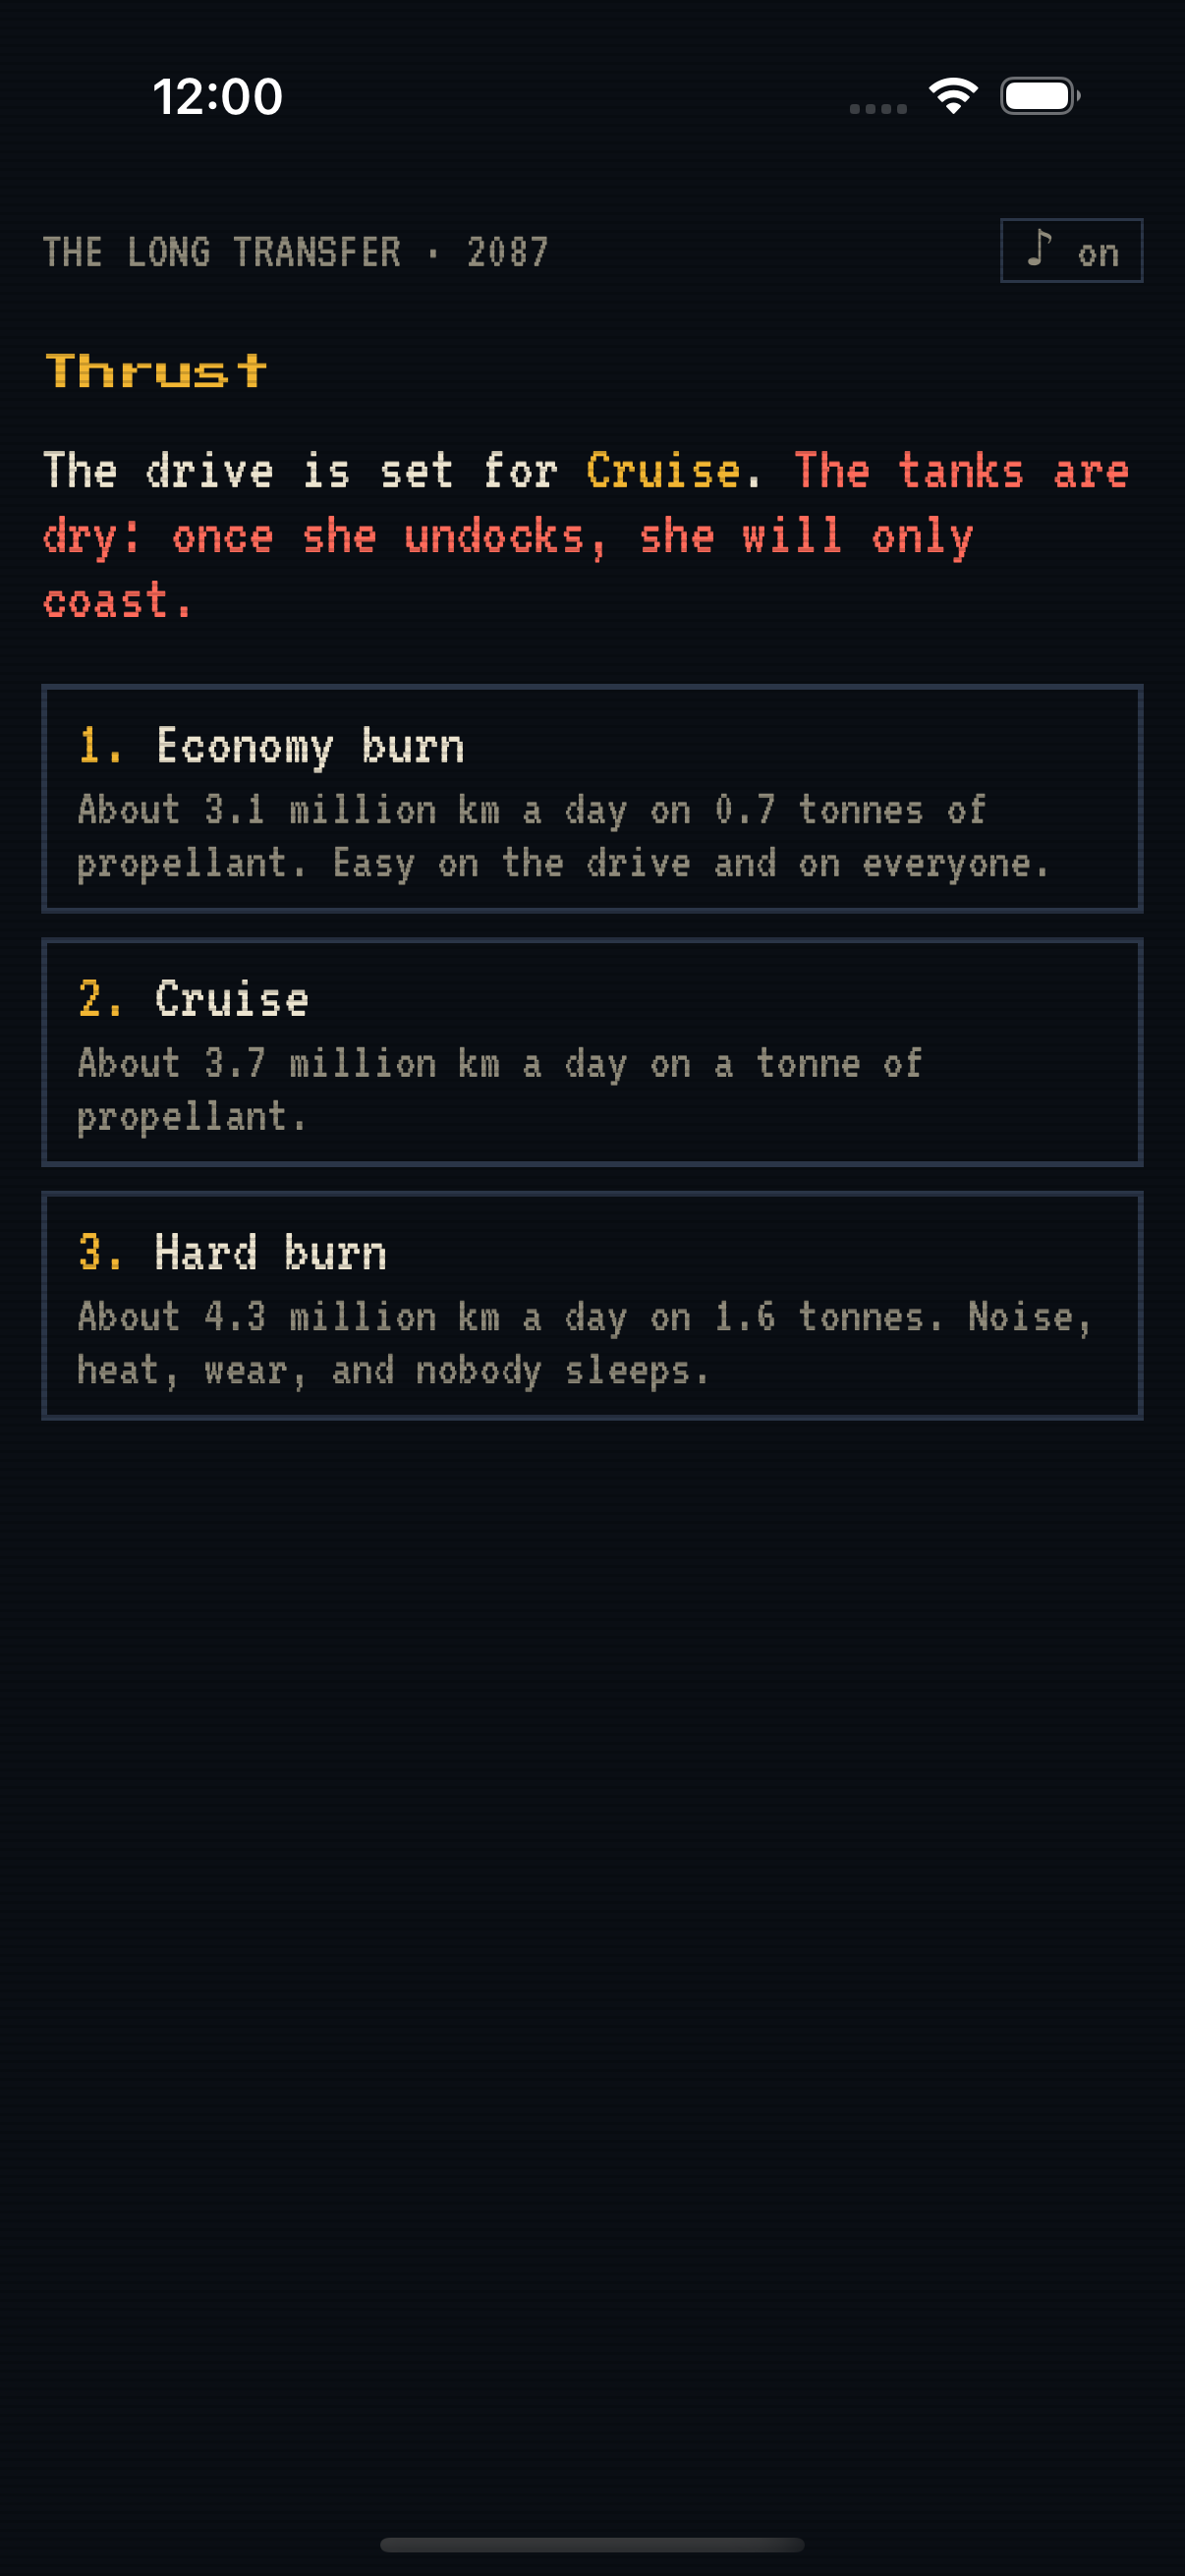 12:00
THE LONG TRANSFER · 2087
♪ on
Thrust
The drive is set for Cruise. The tanks are
dry: once she undocks, she will only
coast.
1. Economy burn
About 3.1 million km a day on 0.7 tonnes of
propellant. Easy on the drive and on everyone.
2. Cruise
About 3.7 million km a day on a tonne of
propellant.
3. Hard burn
About 4.3 million km a day on 1.6 tonnes. Noise,
heat, wear, and nobody sleeps.